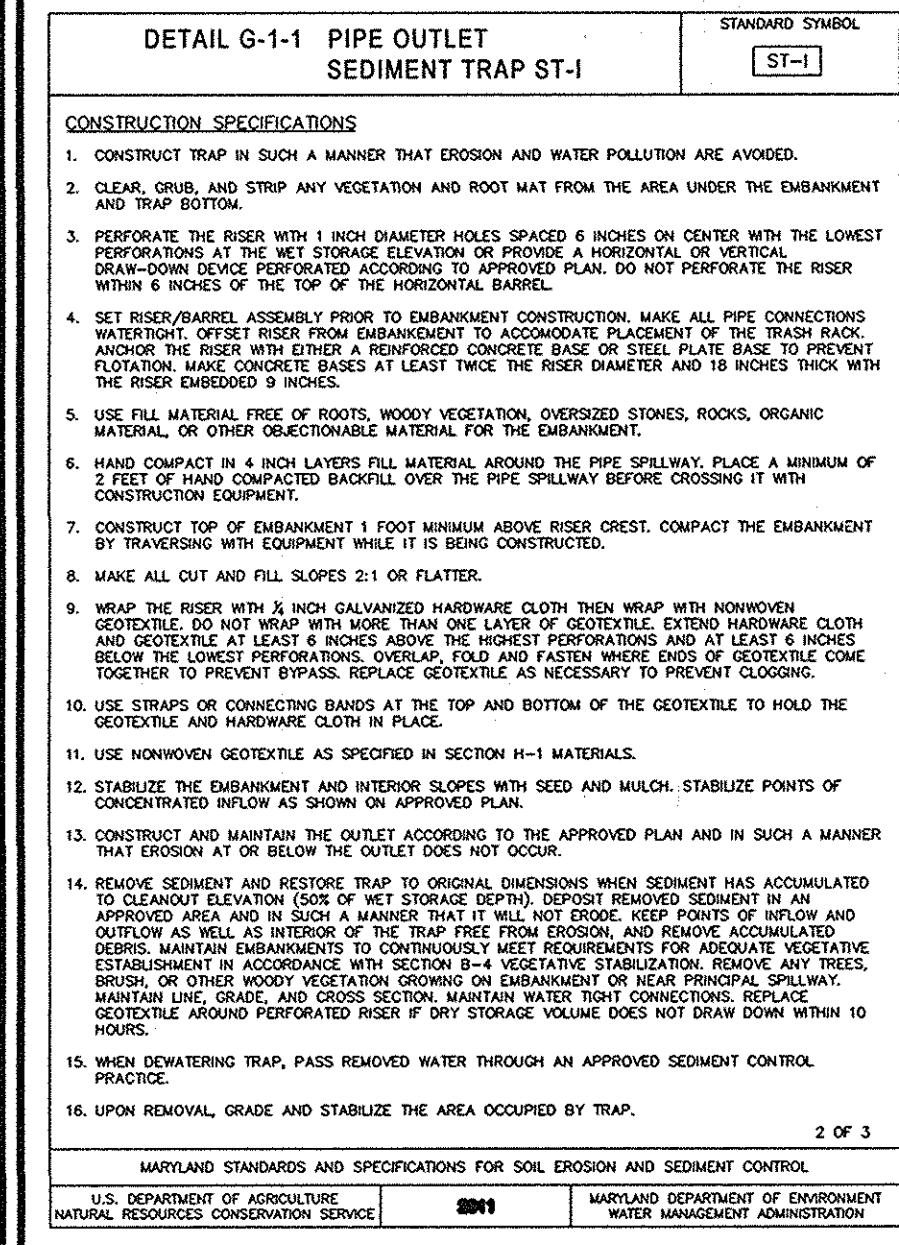 DETAIL G-1-1 PIPE OUTLET
SEDIMENT TRAP ST-I
STANDARD SYMBOL
ST-I
CONSTRUCTION SPECIFICATIONS
1. CONSTRUCT TRAP IN SUCH A MANNER THAT EROSION AND WATER POLLUTION ARE AVOIDED.
2. CLEAR, GRUB, AND STRIP ANY VEGETATION AND ROOT MAT FROM THE AREA UNDER THE EMBANKMENT
AND TRAP BOTTOM.
3. PERFORATE THE RISER WITH 1 INCH DIAMETER HOLES SPACED 6 INCHES ON CENTER WITH THE LOWEST
PERFORATIONS AT THE WET STORAGE ELEVATION OR PROVIDE A HORIZONTAL OR VERTICAL
DRAW-DOWN DEVICE PERFORATED ACCORDING TO APPROVED PLAN. DO NOT PERFORATE THE RISER
WITHIN 6 INCHES OF THE TOP OF THE HORIZONTAL BARREL
4. SET RISER/BARREL ASSEMBLY PRIOR TO EMBANKMENT CONSTRUCTION. MAKE ALL PIPE CONNECTIONS
WATERTIGHT. OFFSET RISER FROM EMBANKEMENT TO ACCOMODATE PLACEMENT OF THE TRASH RACK.
ANCHOR THE RISER WITH EITHER A REINFORCED CONCRETE BASE OR STEEL PLATE BASE TO PREVENT
FLOTATION. MAKE CONCRETE BASES AT LEAST TWICE THE RISER DIAMETER AND 18 INCHES THICK WITH
THE RISER EMBEDDED 9 INCHES.
5. USE FILL MATERIAL FREE OF ROOTS, WOODY VEGETATION, OVERSIZED STONES, ROCKS, ORGANIC
MATERIAL, OR OTHER OBJECTIONABLE MATERIAL FOR THE EMBANKMENT.
6. HAND COMPACT IN 4 INCH LAYERS FILL MATERIAL AROUND THE PIPE SPILLWAY. PLACE A MINIMUM OF
2 FEET OF HAND COMPACTED BACKFILL OVER THE PIPE SPILLWAY BEFORE CROSSING IT WITH
CONSTRUCTION EQUIPMENT.
7. CONSTRUCT TOP OF EMBANKMENT 1 FOOT MINIMUM ABOVE RISER CREST. COMPACT THE EMBANKMENT
BY TRAVERSING WITH EQUIPMENT WHILE IT IS BEING CONSTRUCTED.
8. MAKE ALL CUT AND FILL SLOPES 2:1 OR FLATTER.
9. WRAP THE RISER WITH ¼ INCH GALVANIZED HARDWARE CLOTH THEN WRAP WITH NONWOVEN
GEOTEXTILE. DO NOT WRAP WITH MORE THAN ONE LAYER OF GEOTEXTILE. EXTEND HARDWARE CLOTH
AND GEOTEXTILE AT LEAST 6 INCHES ABOVE THE HIGHEST PERFORATIONS AND AT LEAST 6 INCHES
BELOW THE LOWEST PERFORATIONS. OVERLAP, FOLD AND FASTEN WHERE ENDS OF GEOTEXTILE COME
TOGETHER TO PREVENT BYPASS. REPLACE GEOTEXTILE AS NECESSARY TO PREVENT CLOGGING.
10. USE STRAPS OR CONNECTING BANDS AT THE TOP AND BOTTOM OF THE GEOTEXTILE TO HOLD THE
GEOTEXTILE AND HARDWARE CLOTH IN PLACE.
11. USE NONWOVEN GEOTEXTILE AS SPECIFIED IN SECTION H-1 MATERIALS.
12. STABILIZE THE EMBANKMENT AND INTERIOR SLOPES WITH SEED AND MULCH. STABILIZE POINTS OF
CONCENTRATED INFLOW AS SHOWN ON APPROVED PLAN.
13. CONSTRUCT AND MAINTAIN THE OUTLET ACCORDING TO THE APPROVED PLAN AND IN SUCH A MANNER
THAT EROSION AT OR BELOW THE OUTLET DOES NOT OCCUR.
14. REMOVE SEDIMENT AND RESTORE TRAP TO ORIGINAL DIMENSIONS WHEN SEDIMENT HAS ACCUMULATED
TO CLEANOUT ELEVATION (50% OF WET STORAGE DEPTH). DEPOSIT REMOVED SEDIMENT IN AN
APPROVED AREA AND IN SUCH A MANNER THAT IT WILL NOT ERODE. KEEP POINTS OF INFLOW AND
OUTFLOW AS WELL AS INTERIOR OF THE TRAP FREE FROM EROSION, AND REMOVE ACCUMULATED
DEBRIS. MAINTAIN EMBANKMENTS TO CONTINUOUSLY MEET REQUIREMENTS FOR ADEQUATE VEGETATIVE
ESTABLISHMENT IN ACCORDANCE WITH SECTION B-4 VEGETATIVE STABILIZATION. REMOVE ANY TREES,
BRUSH, OR OTHER WOODY VEGETATION GROWING ON EMBANKMENT OR NEAR PRINCIPAL SPILLWAY.
MAINTAIN LINE, GRADE, AND CROSS SECTION. MAINTAIN WATER TIGHT CONNECTIONS. REPLACE
GEOTEXTILE AROUND PERFORATED RISER IF DRY STORAGE VOLUME DOES NOT DRAW DOWN WITHIN 10
HOURS.
15. WHEN DEWATERING TRAP, PASS REMOVED WATER THROUGH AN APPROVED SEDIMENT CONTROL
PRACTICE.
16. UPON REMOVAL, GRADE AND STABILIZE THE AREA OCCUPIED BY TRAP.
2 OF 3
MARYLAND STANDARDS AND SPECIFICATIONS FOR SOIL EROSION AND SEDIMENT CONTROL
U.S. DEPARTMENT OF AGRICULTURE
NATURAL RESOURCES CONSERVATION SERVICE
2011
MARYLAND DEPARTMENT OF ENVIRONMENT
WATER MANAGEMENT ADMINISTRATION